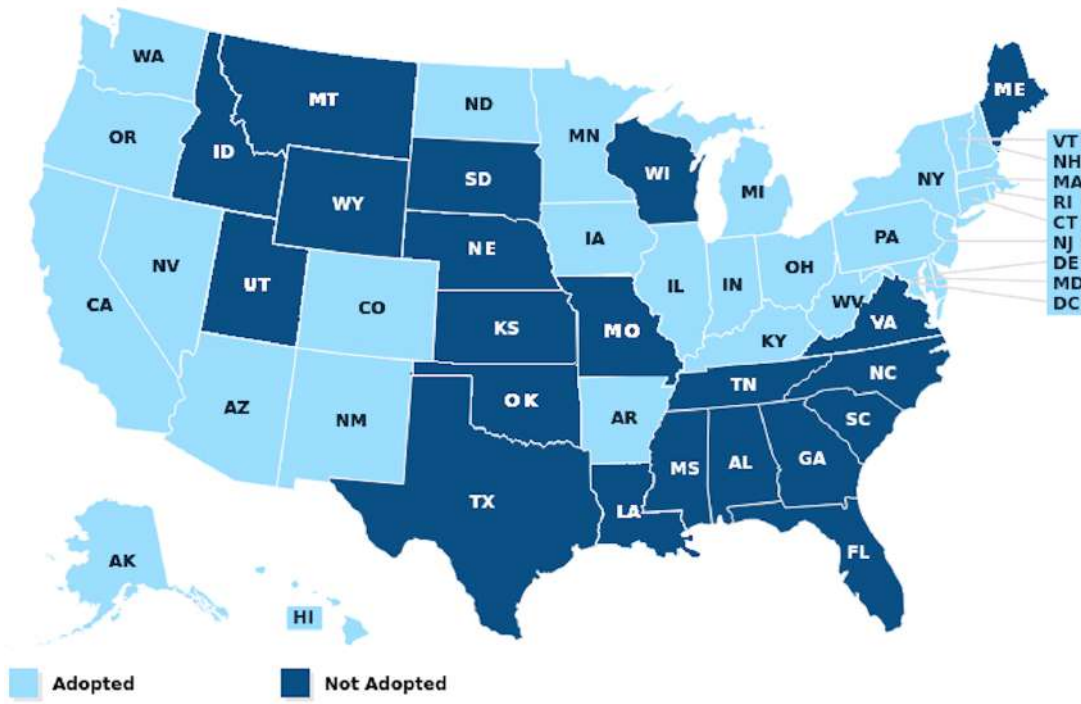 WA
MT
ME
ND
OR
MN
VT
ID
NH
SD
WI
NY
MA
WY
MI
RI
CT
IA
PA
NJ
NE
NV
OH
DE
UT
IL
IN
MD
CO
WV
DC
CA
VA
KS
MO
KY
NC
TN
OK
AZ
SC
NM
AR
GA
MS
AL
TX
LA
FL
AK
HI
Adopted
Not Adopted